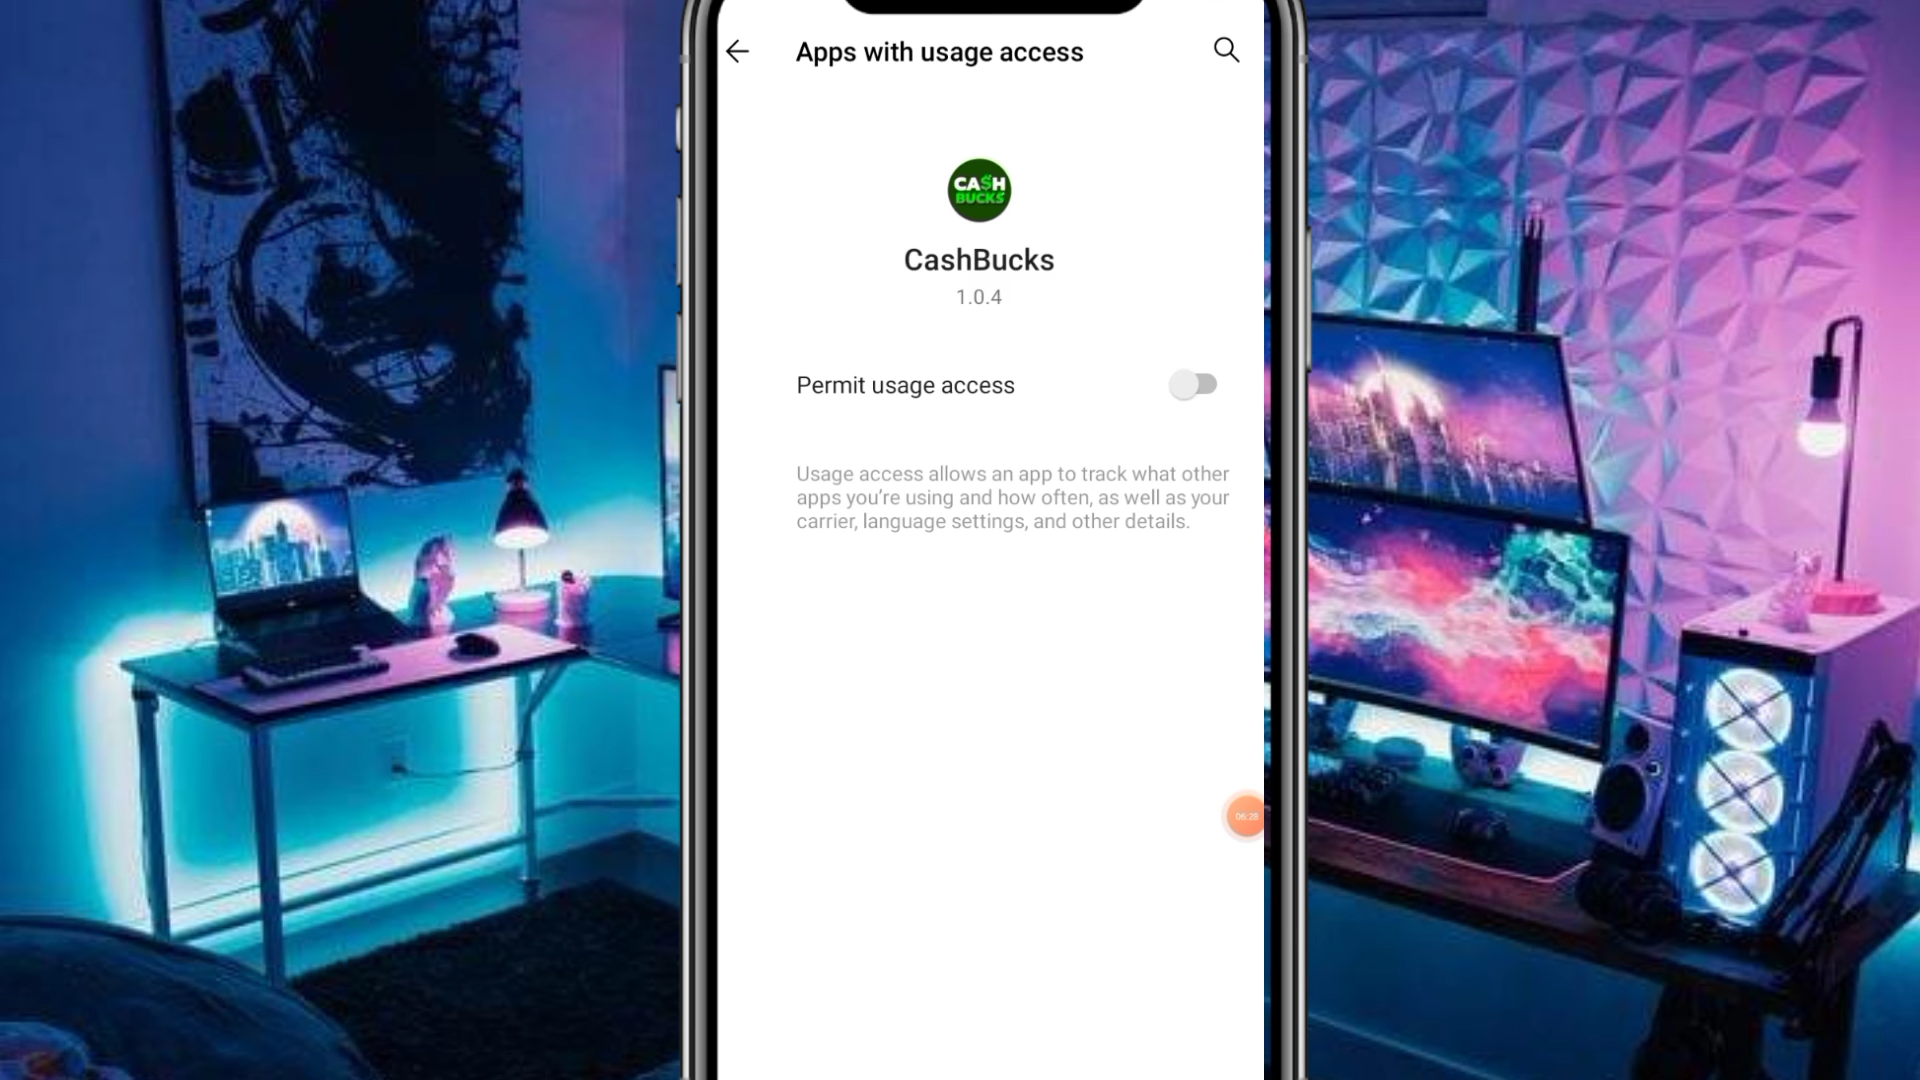 Apps with usage access
CA$H
BUCKS
CashBucks
1.0.4
Permit usage access
Usage access allows an app to track what other
apps you’re using and how often, as well as your
carrier, language settings, and other details.
06:28